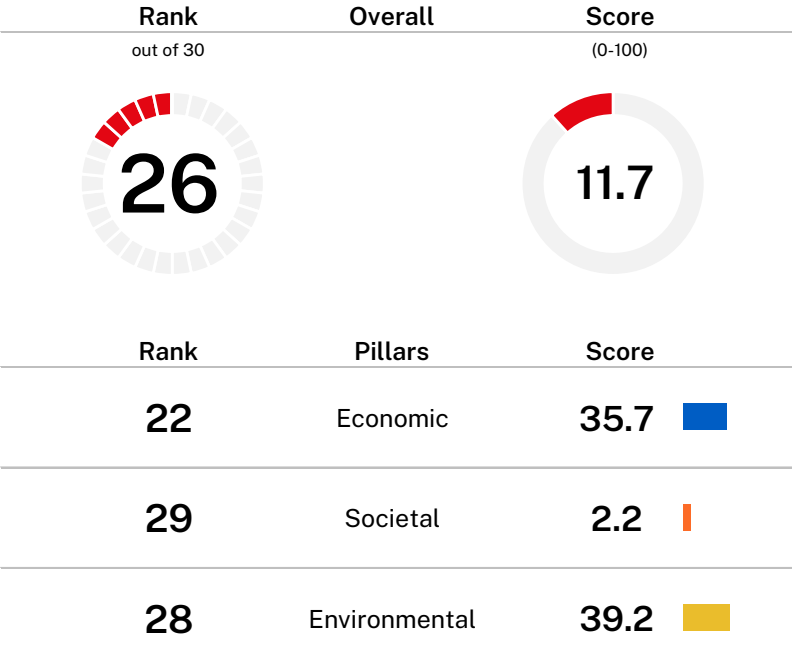 Rank Overall Score
out of 30 (0-100)
26 11.7
Rank Pillars Score
22 Economic 35.7
29 Societal 2.2
28 Environmental 39.2